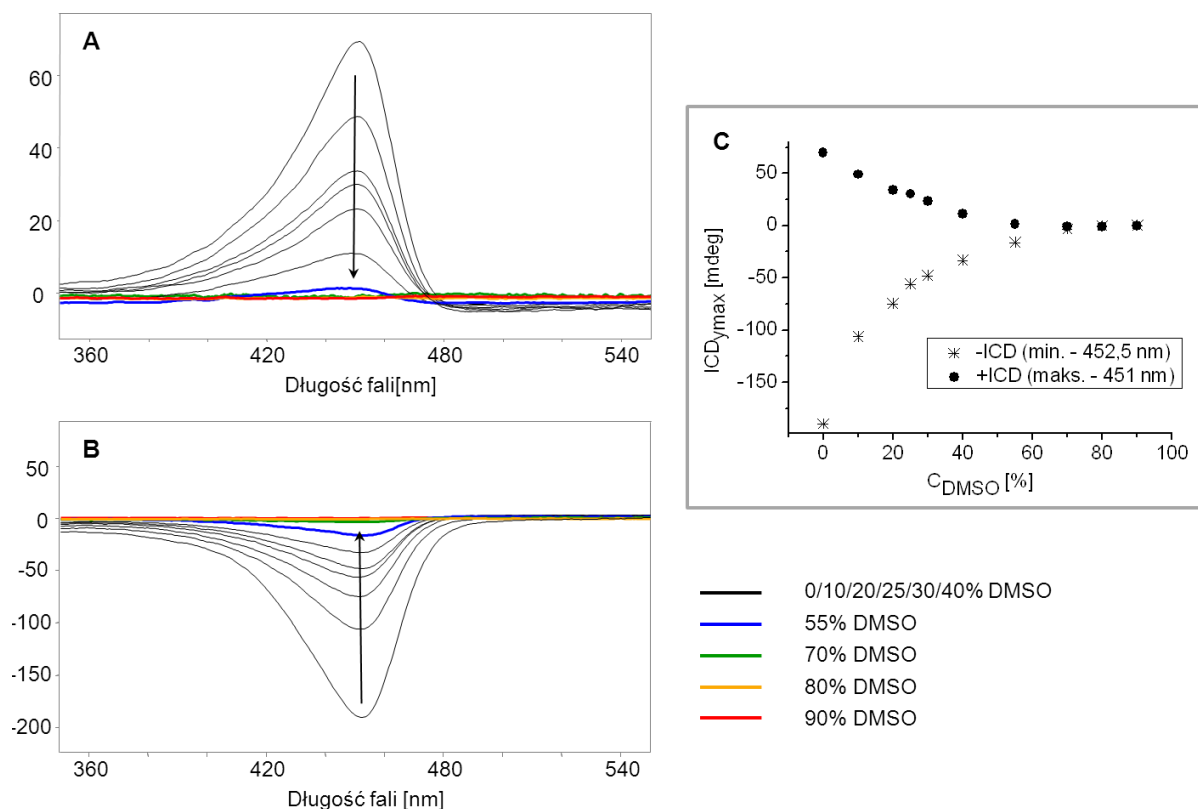 A
60
40
20
0
360
420
480
540
Długość fali[nm]
B
50
0
-50
-100
-150
-200
360
420
480
540
Długość fali [nm]
C
50
0
-50
-100
-150
ICDymax [mdeg]
-ICD (min. - 452,5 nm)
+ICD (maks. - 451 nm)
0
20
40
60
80
100
CDMSO [%]
0/10/20/25/30/40% DMSO
55% DMSO
70% DMSO
80% DMSO
90% DMSO